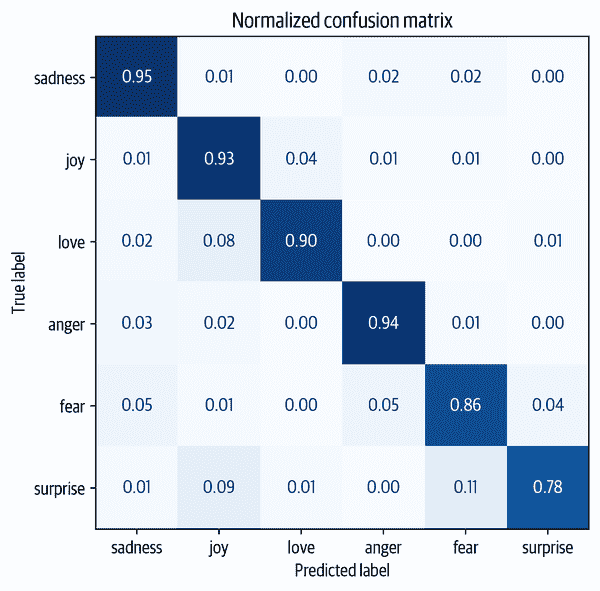 Normalized confusion matrix
True label
sadness 0.95 0.01 0.00 0.02 0.02 0.00
joy 0.01 0.93 0.04 0.01 0.01 0.00
love 0.02 0.08 0.90 0.00 0.00 0.01
anger 0.03 0.02 0.00 0.94 0.01 0.00
fear 0.05 0.01 0.00 0.05 0.86 0.04
surprise 0.01 0.09 0.01 0.00 0.11 0.78
sadness joy love anger fear surprise
Predicted label